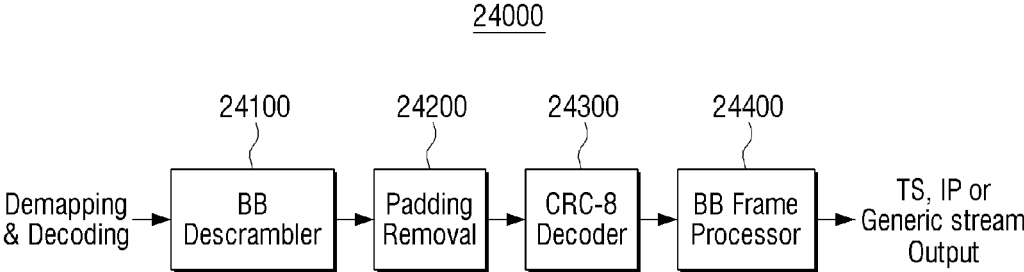 24000
24100
24200
24300
24400
Demapping
& Decoding
BB
Descrambler
Padding
Removal
CRC-8
Decoder
BB Frame
Processor
TS, IP or
Generic stream
Output